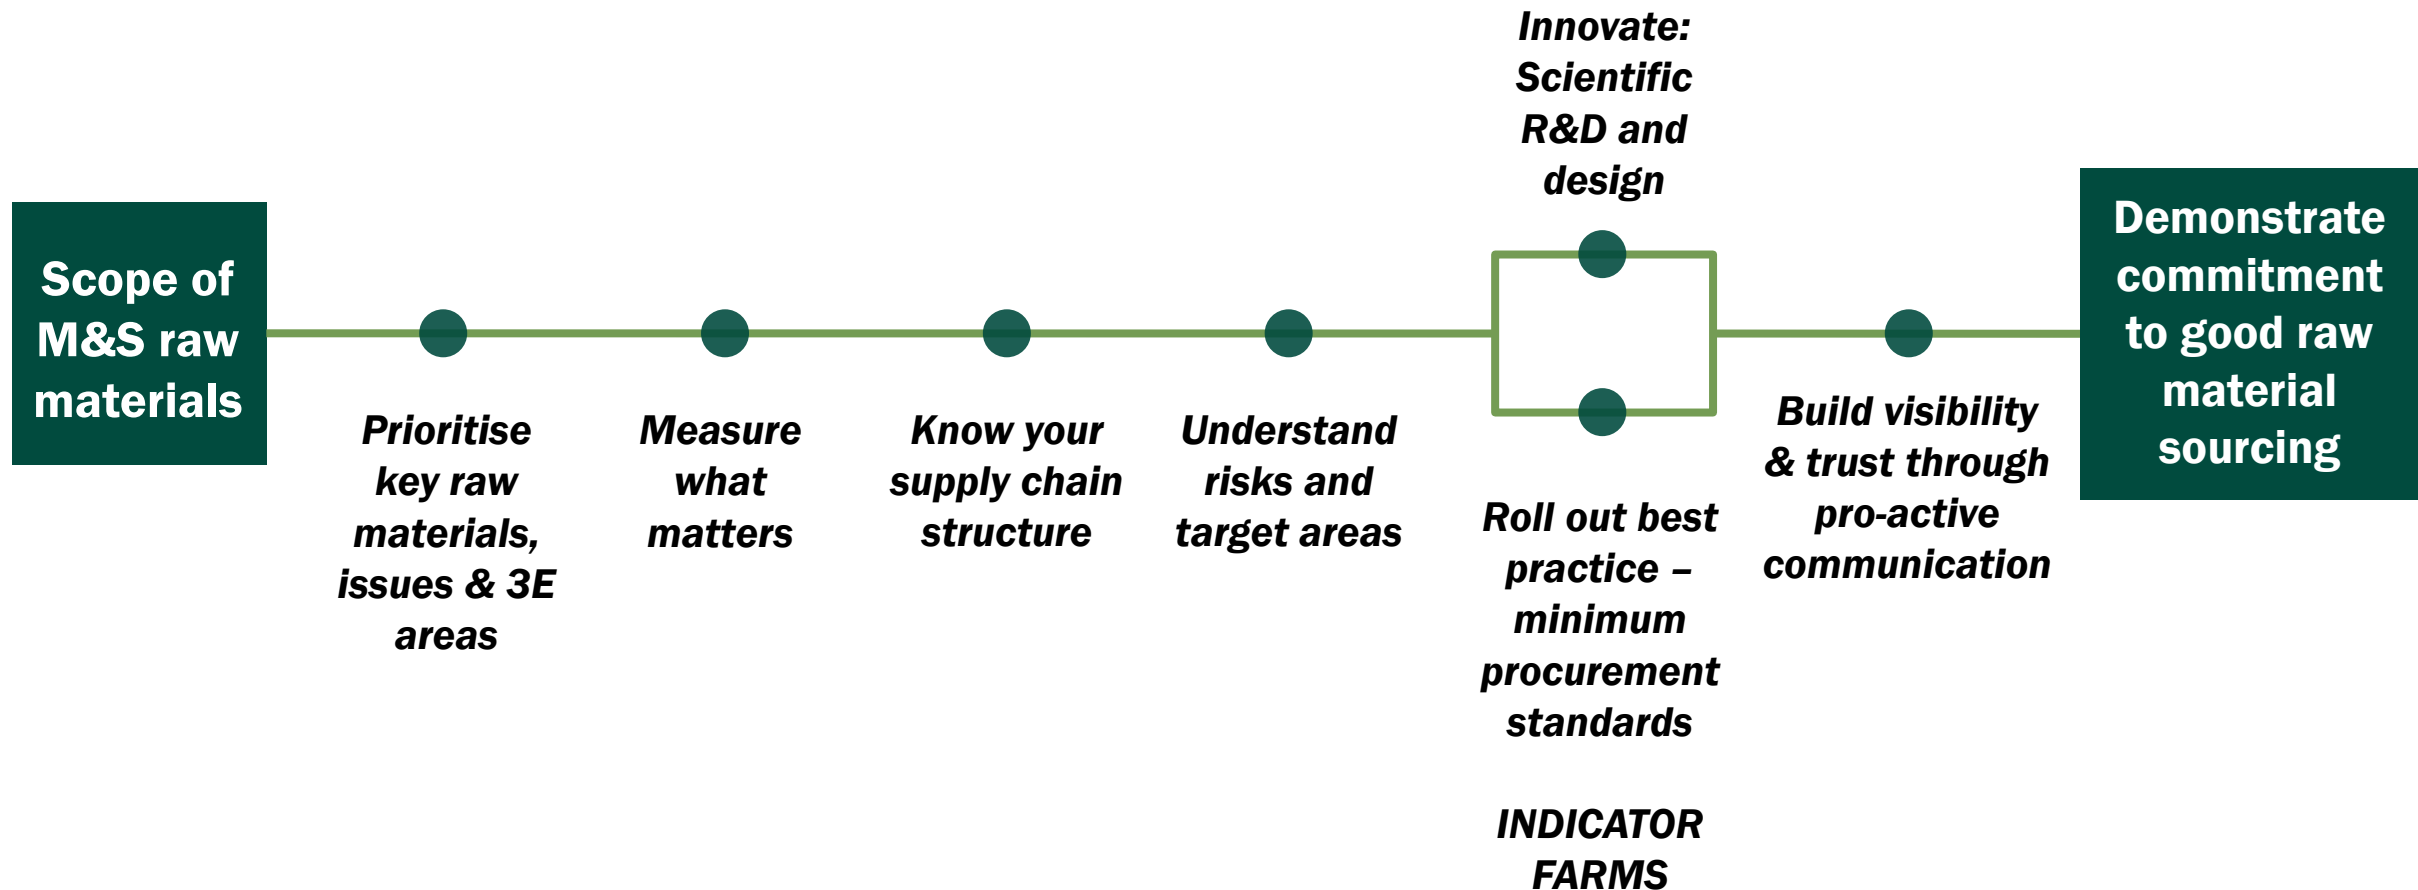 Scope of
M&S raw
materials
Prioritise
key raw
materials,
issues & 3E
areas
Measure
what
matters
Know your
supply chain
structure
Understand
risks and
target areas
Innovate:
Scientific
R&D and
design
Roll out best
practice –
minimum
procurement
standards
INDICATOR
FARMS
Build visibility
& trust through
pro-active
communication
Demonstrate
commitment
to good raw
material
sourcing